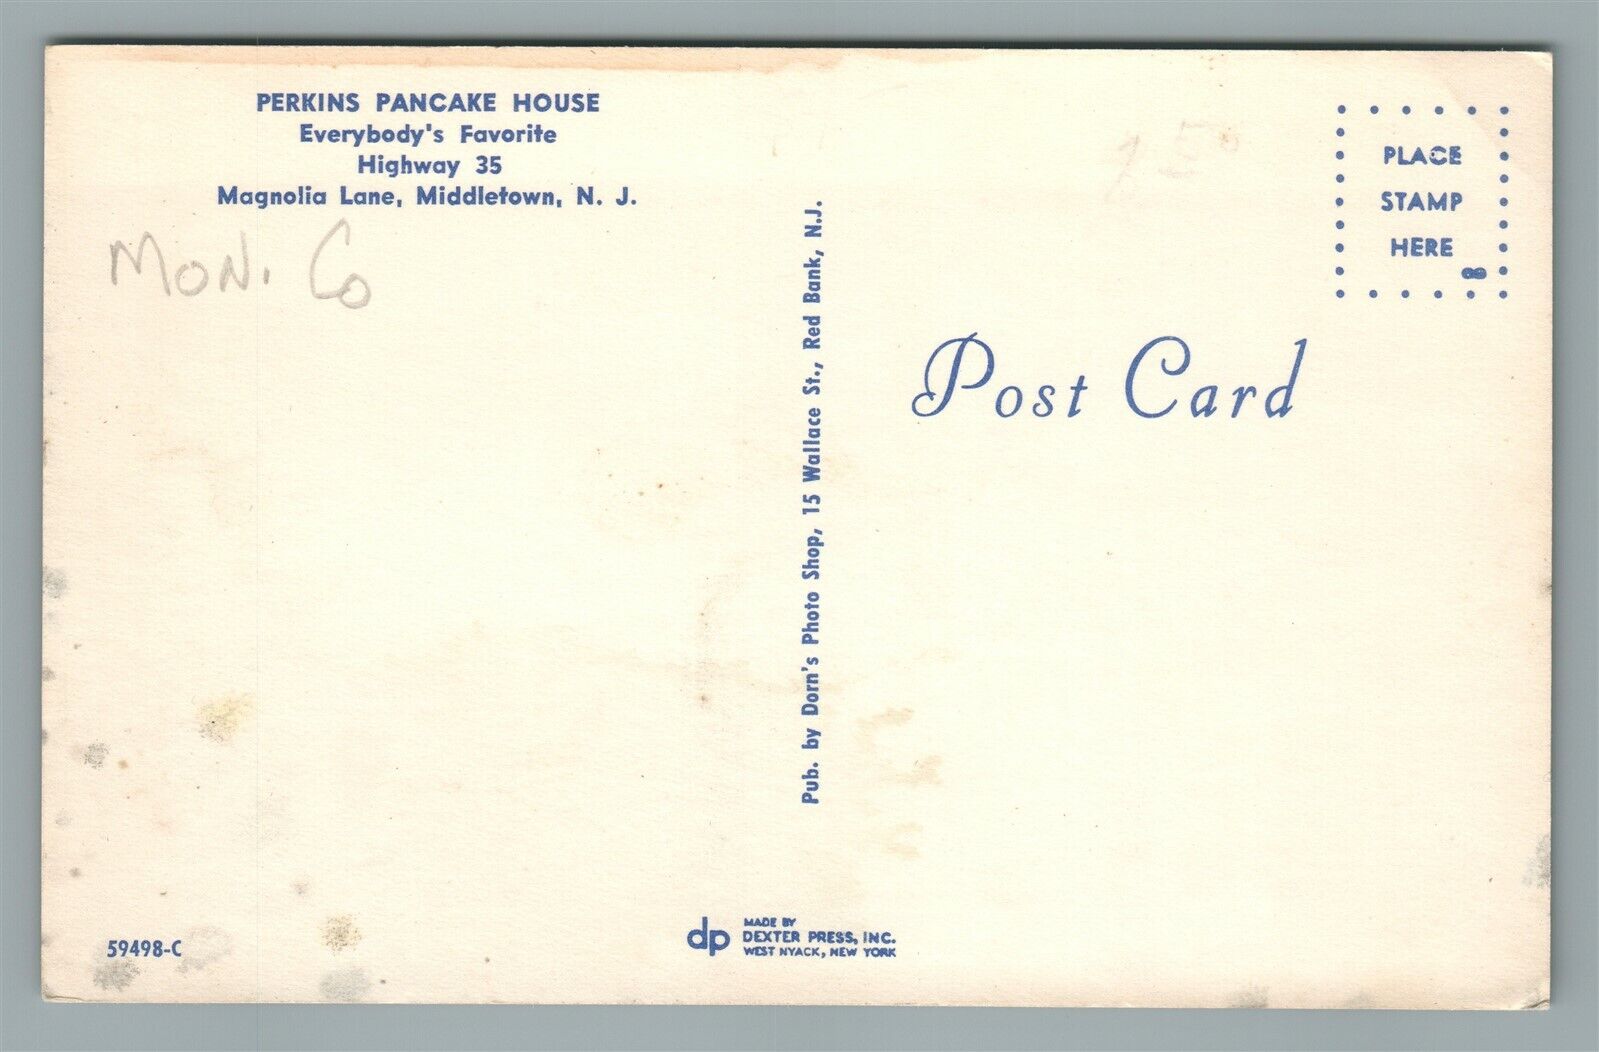 PERKINS PANCAKE HOUSE
Everybody's Favorite
Highway 35
Magnolia Lane, Middletown, N. J.
MON. Co
Pub. by Dorn's Photo Shop, 15 Wallace St., Red Bank, N.J.
PLACE
STAMP
HERE
Post Card
59498-C
dp
MADE BY
DEXTER PRESS, INC.
WEST NYACK, NEW YORK